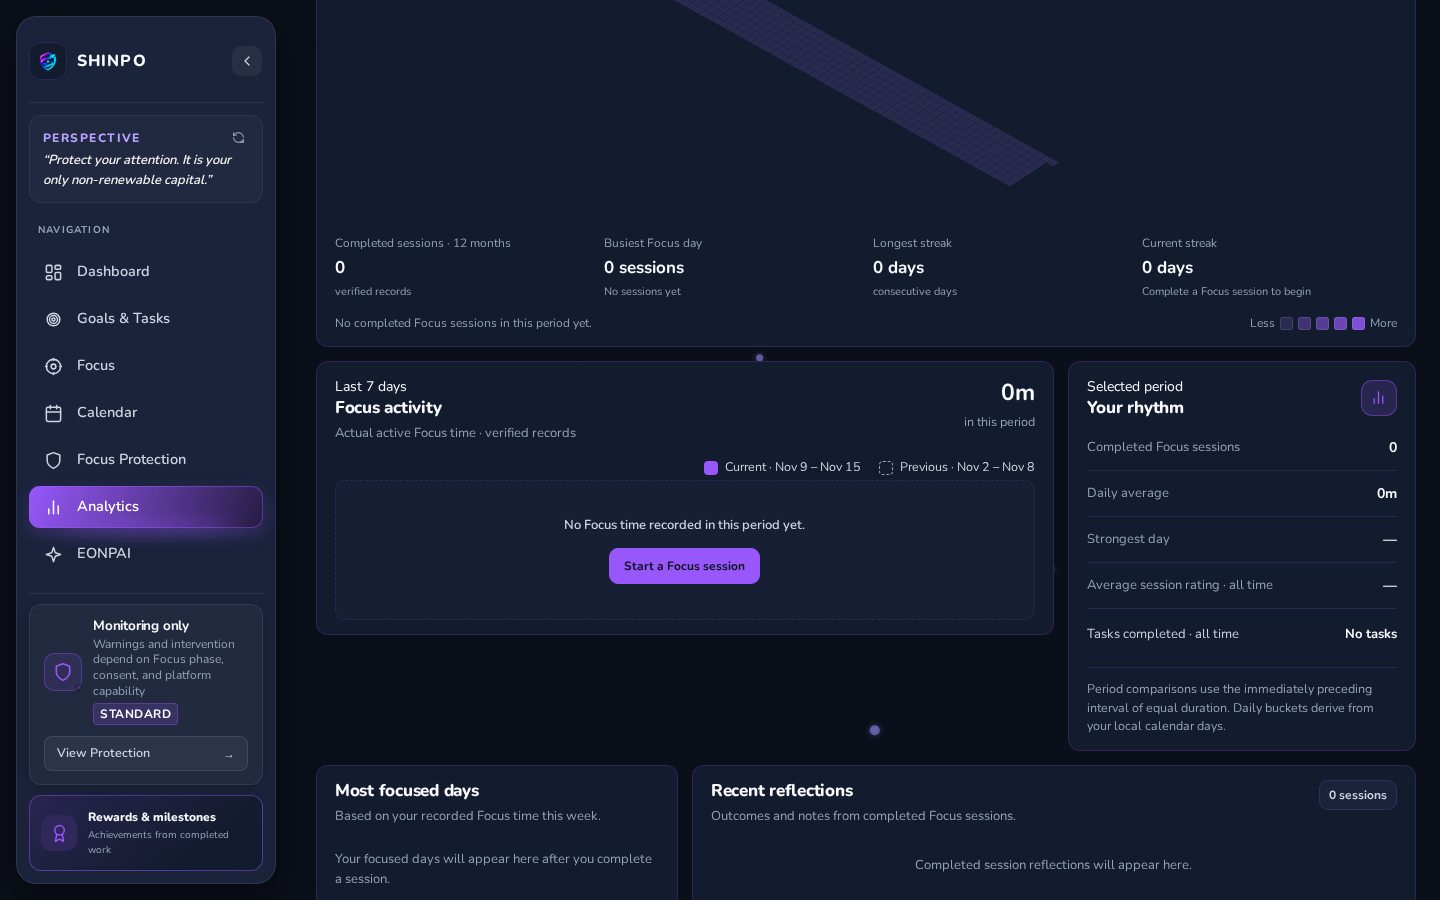 SHINPO
PERSPECTIVE
“Protect your attention. It is your
only non-renewable capital.”
NAVIGATION
Dashboard
Goals & Tasks
Focus
Calendar
Focus Protection
Analytics
EONPAI
Monitoring only
Warnings and intervention
depend on Focus phase,
consent, and platform
capability
STANDARD
View Protection →
Rewards & milestones
Achievements from completed
work
Completed sessions · 12 months
0
verified records
Busiest Focus day
0 sessions
No sessions yet
Longest streak
0 days
consecutive days
Current streak
0 days
Complete a Focus session to begin
No completed Focus sessions in this period yet.
Less More
Last 7 days
Focus activity
Actual active Focus time · verified records
0m
in this period
Current · Nov 9 – Nov 15 Previous · Nov 2 – Nov 8
No Focus time recorded in this period yet.
Start a Focus session
Selected period
Your rhythm
Completed Focus sessions 0
Daily average 0m
Strongest day —
Average session rating · all time —
Tasks completed · all time No tasks
Period comparisons use the immediately preceding
interval of equal duration. Daily buckets derive from
your local calendar days.
Most focused days
Based on your recorded Focus time this week.
Your focused days will appear here after you complete
a session.
Recent reflections
Outcomes and notes from completed Focus sessions.
0 sessions
Completed session reflections will appear here.